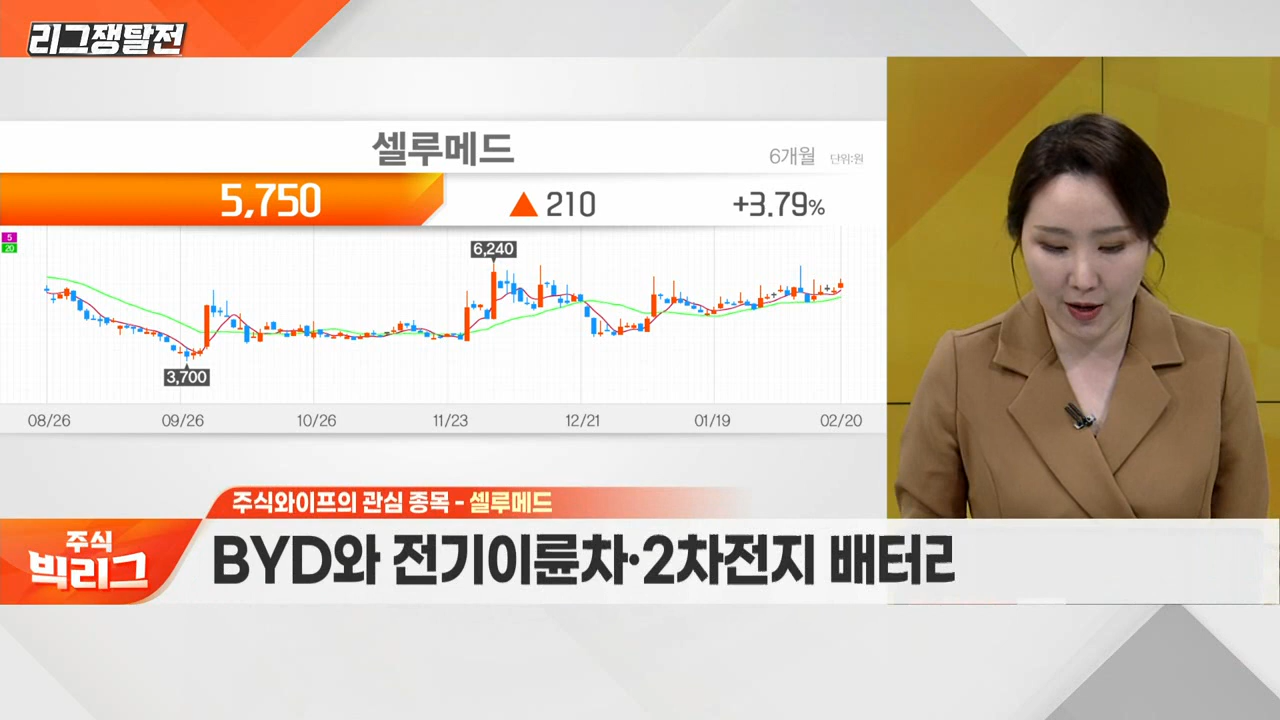 리그쟁탈전
셀루메드
6개월 단위:원
5,750 ▲ 210 +3.79%
5
20
6,240
3,700
08/26 09/26 10/26 11/23 12/21 01/19 02/20
주식와이프의 관심 종목 - 셀루메드
주식
빅리그
BYD와 전기이륜차·2차전지 배터